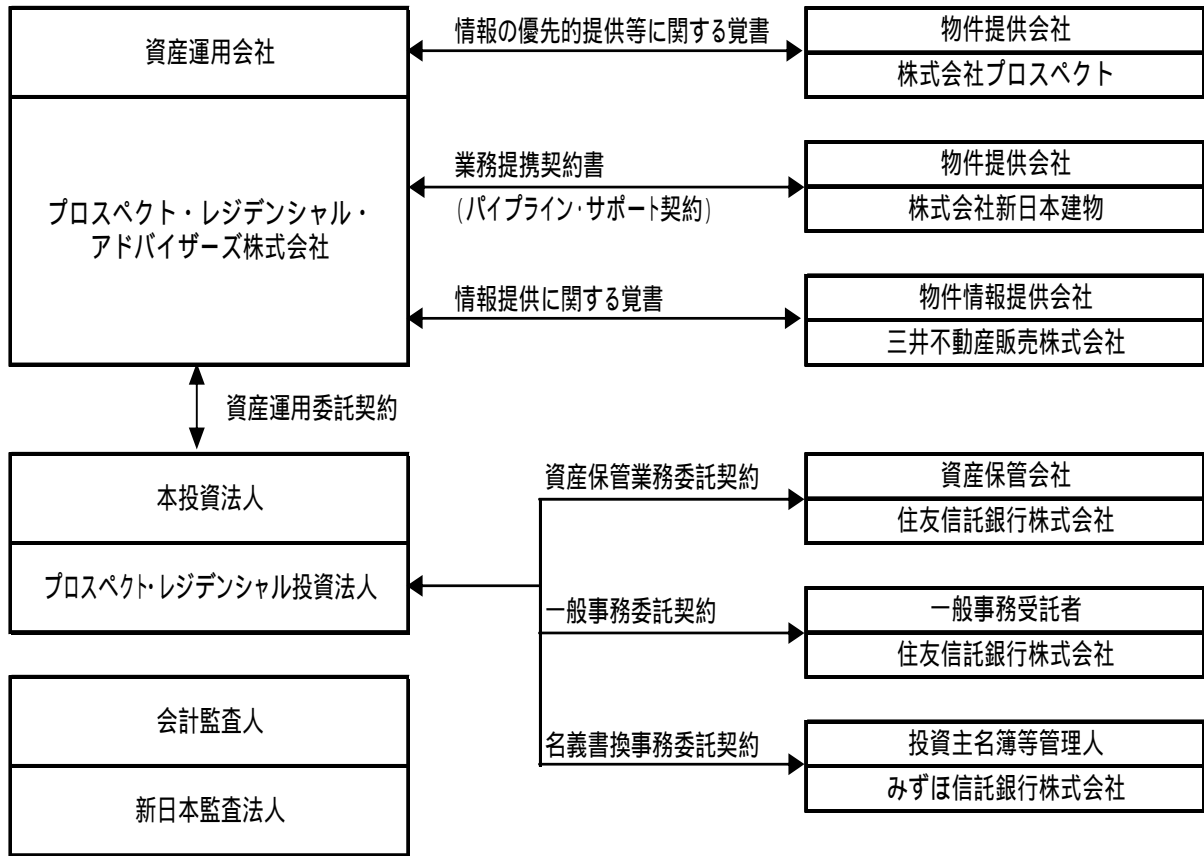 資産運用会社
プロスペクト・レジデンシャル・
アドバイザーズ株式会社
情報の優先的提供等に関する覚書
物件提供会社
株式会社プロスペクト
業務提携契約書
(パイプライン・サポート契約)
物件提供会社
株式会社新日本建物
情報提供に関する覚書
物件情報提供会社
三井不動産販売株式会社
資産運用委託契約
本投資法人
プロスペクト・レジデンシャル投資法人
資産保管業務委託契約
資産保管会社
住友信託銀行株式会社
一般事務委託契約
一般事務受託者
住友信託銀行株式会社
名義書換事務委託契約
投資主名簿等管理人
みずほ信託銀行株式会社
会計監査人
新日本監査法人